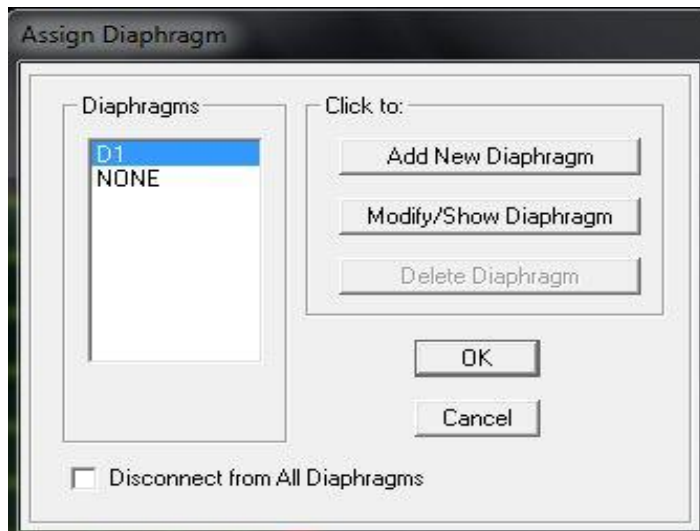 Assign Diaphragm
Diaphragms
D1
NONE
Click to:
Add New Diaphragm
Modify/Show Diaphragm
Delete Diaphragm
OK
Cancel
Disconnect from All Diaphragms